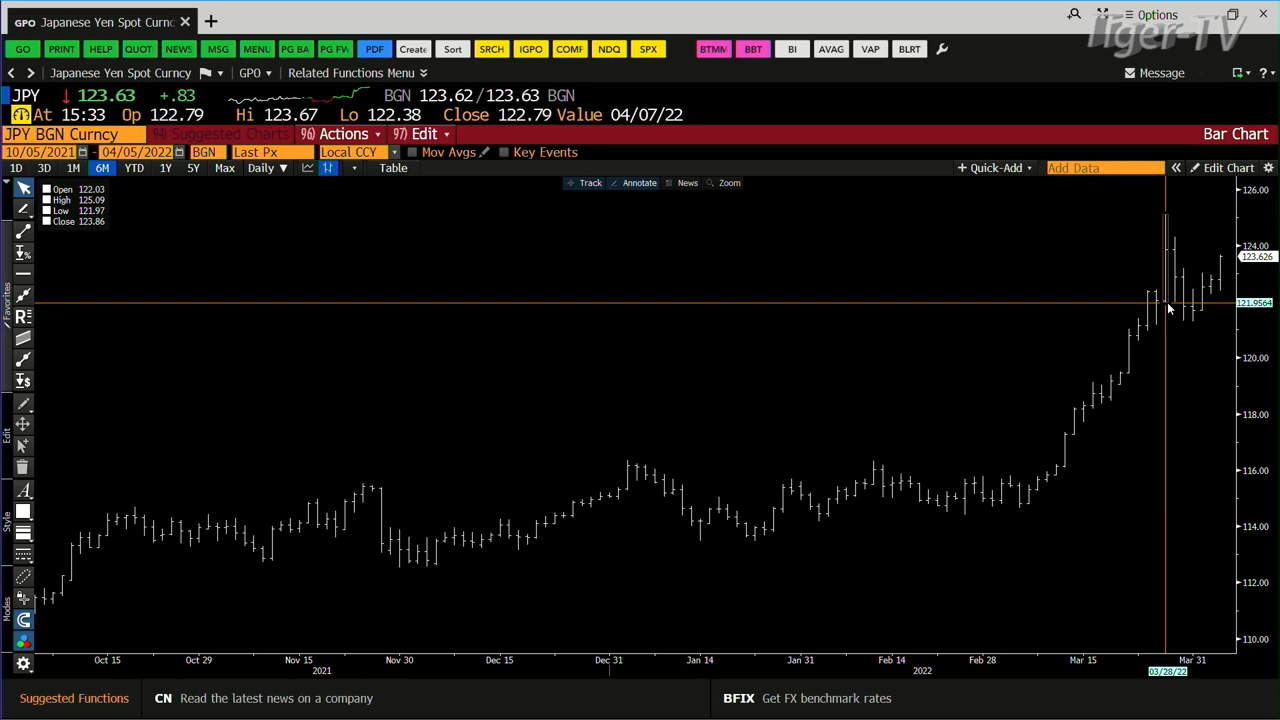 GPO Japanese Yen Spot Curnc × +
Options
Tiger-TV
GO PRINT HELP QUOT NEWS MSG MENU PG BA PG FW PDF Create Sort SRCH IGPO COMF NDQ SPX BTMM BBT BI AVAG VAP BLRT
Japanese Yen Spot Curncy GPO Related Functions Menu Message ?
JPY ↓ 123.63 +.83 BGN 123.62/123.63 BGN
At 15:33 Op 122.79 Hi 123.67 Lo 122.38 Close 122.79 Value 04/07/22
JPY BGN Curncy 94) Suggested Charts 96) Actions 97) Edit Bar Chart
10/05/2021 - 04/05/2022 BGN Last Px Local CCY Mov Avgs Key Events
1D 3D 1M 6M YTD 1Y 5Y Max Daily ▼ Table + Quick-Add Add Data « Edit Chart
Track Annotate News Zoom
Open 122.03
High 125.09
Low 121.97
Close 123.86
Favorites
Edit
Style
Modes
126.00
124.00
123.626
121.9564
120.00
118.00
116.00
114.00
112.00
110.00
Oct 15 Oct 29 Nov 15 Nov 30 Dec 15 Dec 31 Jan 14 Jan 31 Feb 14 Feb 28 Mar 15 Mar 31
2021 2022 03/28/22
Suggested Functions CN Read the latest news on a company BFIX Get FX benchmark rates